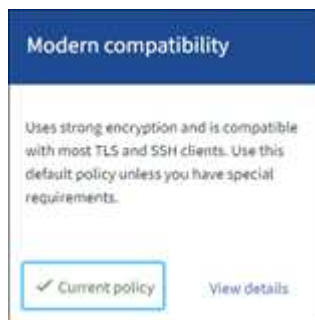 Modern compatibility
Uses strong encryption and is compatible
with most TLS and SSH clients. Use this
default policy unless you have special
requirements.
✓ Current policy
View details